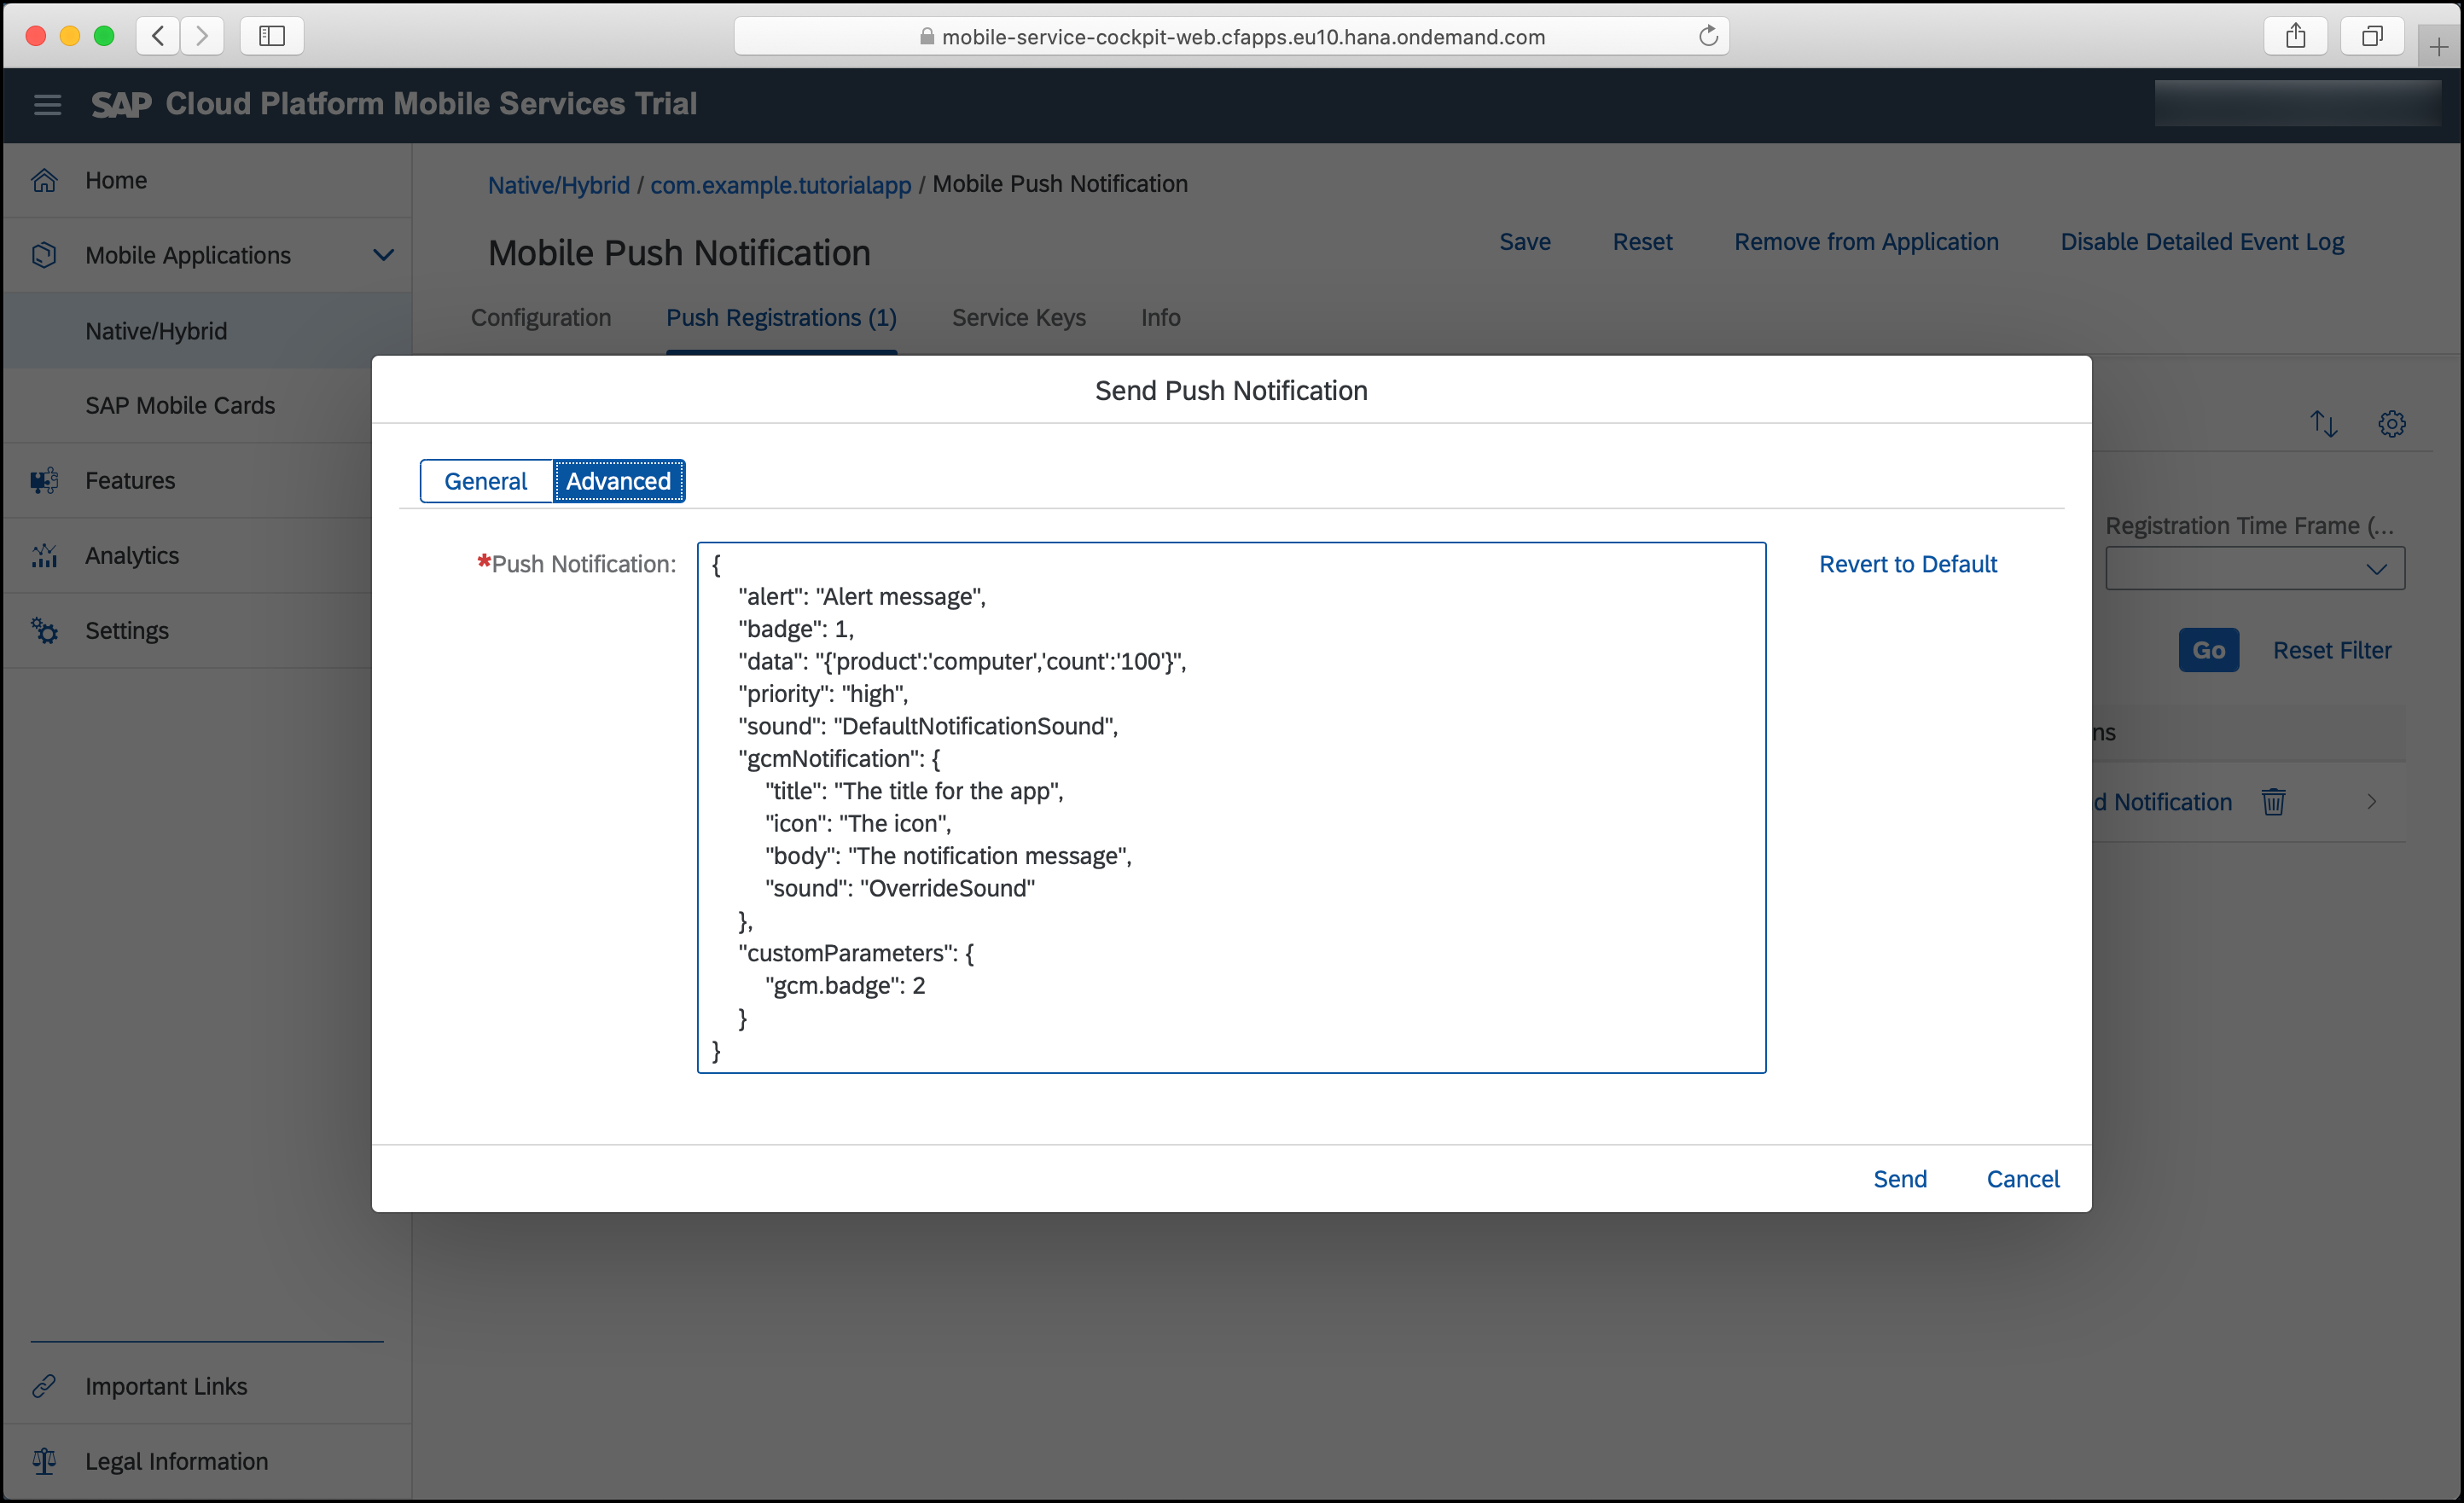 mobile-service-cockpit-web.cfapps.eu10.hana.ondemand.com
SAP Cloud Platform Mobile Services Trial
Home
Mobile Applications
Native/Hybrid
SAP Mobile Cards
Features
Analytics
Settings
Important Links
Legal Information
Native/Hybrid / com.example.tutorialapp / Mobile Push Notification
Mobile Push Notification
Save Reset Remove from Application Disable Detailed Event Log
Configuration Push Registrations (1) Service Keys Info
Registration Time Frame (...
Go Reset Filter
ns
d Notification
Send Push Notification
General Advanced
*Push Notification:
{
"alert": "Alert message",
"badge": 1,
"data": "{'product':'computer','count':'100'}",
"priority": "high",
"sound": "DefaultNotificationSound",
"gcmNotification": {
"title": "The title for the app",
"icon": "The icon",
"body": "The notification message",
"sound": "OverrideSound"
},
"customParameters": {
"gcm.badge": 2
}
}
Revert to Default
Send Cancel